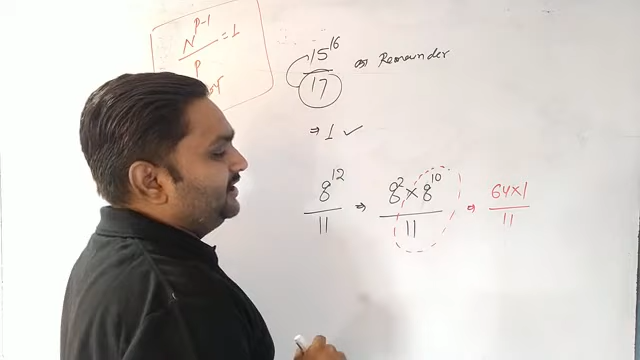 N^(p-1)/p = 1
15^16/17 ⇒ Remainder
⇒ 1 ✓
8^12/11 ⇒ 8^2 × 8^10/11 ⇒ 64×1/11